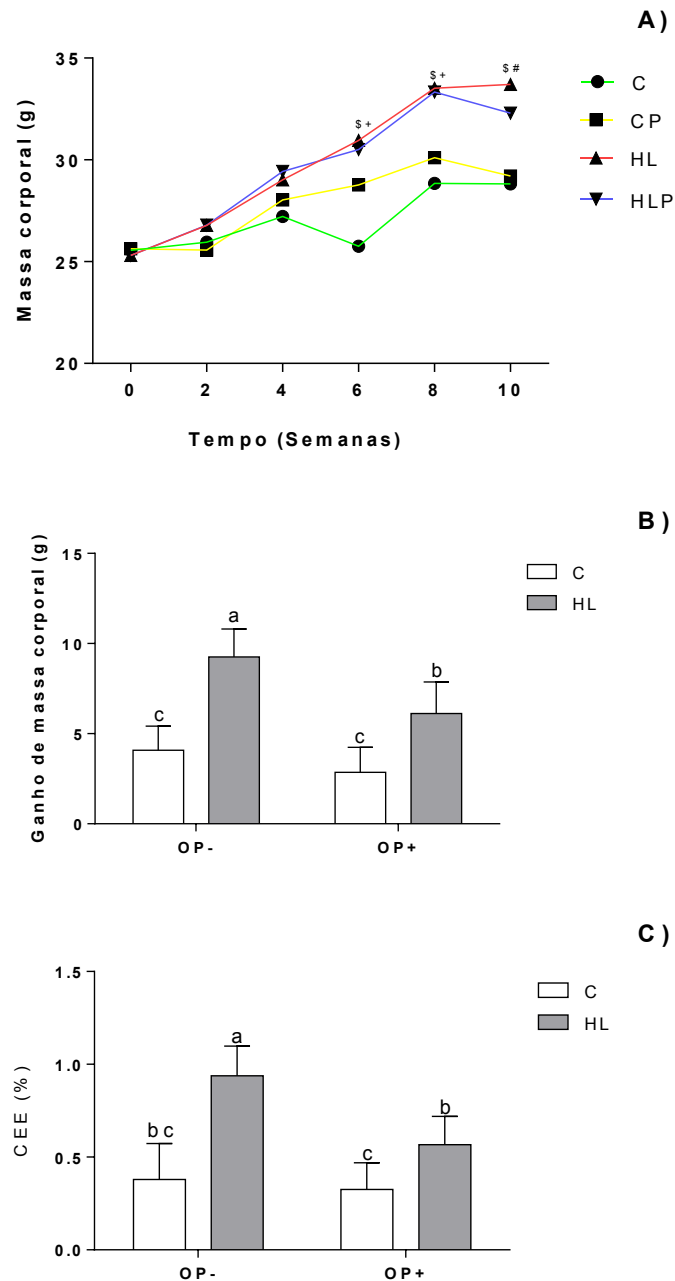 A)
35
30
25
20
Massa corporal (g)
$ +
$ +
$ #
C
CP
HL
HLP
0 2 4 6 8 10
Tempo (Semanas)
B)
15
10
5
0
Ganho de massa corporal (g)
C
HL
c a c b
OP- OP+
C)
1.5
1.0
0.5
0.0
CEE (%)
C
HL
bc a c b
OP- OP+